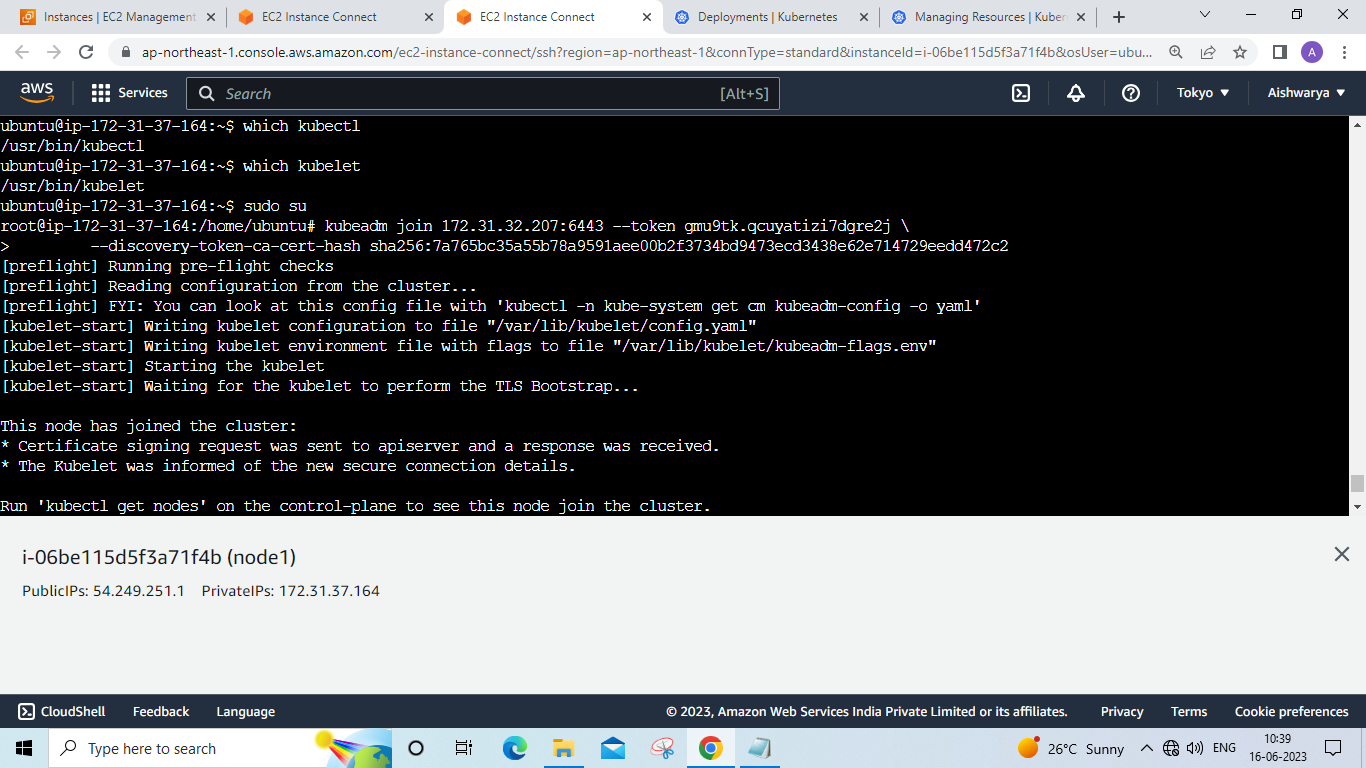 Instances | EC2 Management
EC2 Instance Connect
EC2 Instance Connect
Deployments | Kubernetes
Managing Resources | Kuber
ap-northeast-1.console.aws.amazon.com/ec2-instance-connect/ssh?region=ap-northeast-1&connType=standard&instanceId=i-06be115d5f3a71f4b&osUser=ubu...
A
aws
Services
Search
[Alt+S]
Tokyo
Aishwarya
ubuntu@ip-172-31-37-164:~$ which kubectl
/usr/bin/kubectl
ubuntu@ip-172-31-37-164:~$ which kubelet
/usr/bin/kubelet
ubuntu@ip-172-31-37-164:~$ sudo su
root@ip-172-31-37-164:/home/ubuntu# kubeadm join 172.31.32.207:6443 --token gmu9tk.qcuyatizi7dgre2j \
>         --discovery-token-ca-cert-hash sha256:7a765bc35a55b78a9591aee00b2f3734bd9473ecd3438e62e714729eedd472c2
[preflight] Running pre-flight checks
[preflight] Reading configuration from the cluster...
[preflight] FYI: You can look at this config file with 'kubectl -n kube-system get cm kubeadm-config -o yaml'
[kubelet-start] Writing kubelet configuration to file "/var/lib/kubelet/config.yaml"
[kubelet-start] Writing kubelet environment file with flags to file "/var/lib/kubelet/kubeadm-flags.env"
[kubelet-start] Starting the kubelet
[kubelet-start] Waiting for the kubelet to perform the TLS Bootstrap...
This node has joined the cluster:
* Certificate signing request was sent to apiserver and a response was received.
* The Kubelet was informed of the new secure connection details.
Run 'kubectl get nodes' on the control-plane to see this node join the cluster.
i-06be115d5f3a71f4b (node1)
PublicIPs: 54.249.251.1 PrivateIPs: 172.31.37.164
CloudShell
Feedback
Language
© 2023, Amazon Web Services India Private Limited or its affiliates.
Privacy
Terms
Cookie preferences
Type here to search
26°C Sunny
ENG
10:39
16-06-2023